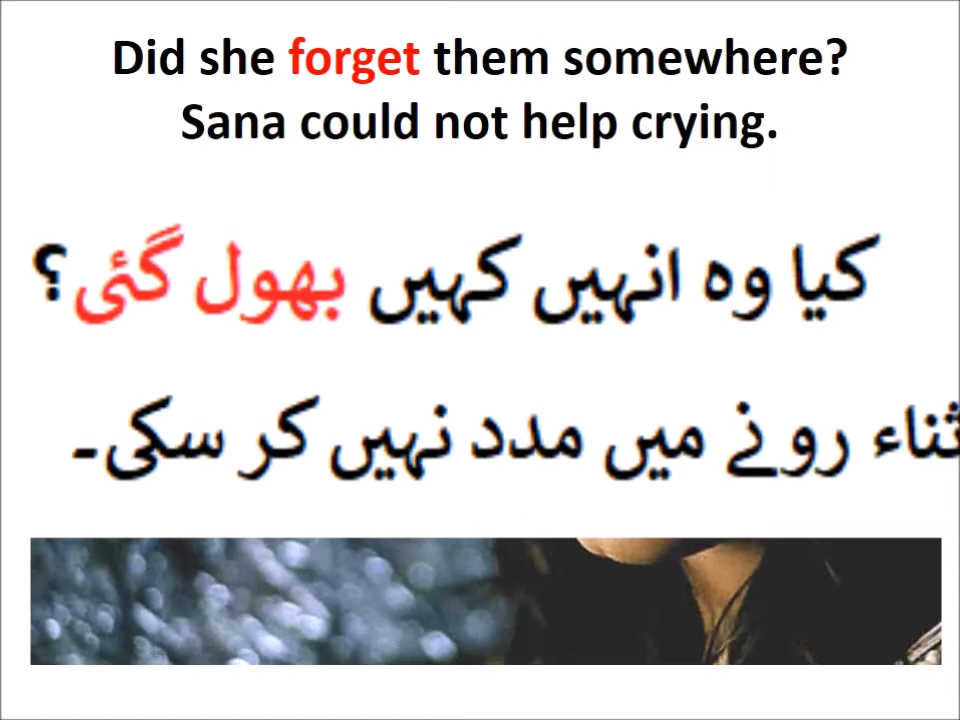 Did she forget them somewhere?
Sana could not help crying.
کیا وہ انہیں کہیں بھول گئی؟
ثناء رونے میں مدد نہیں کر سکی۔